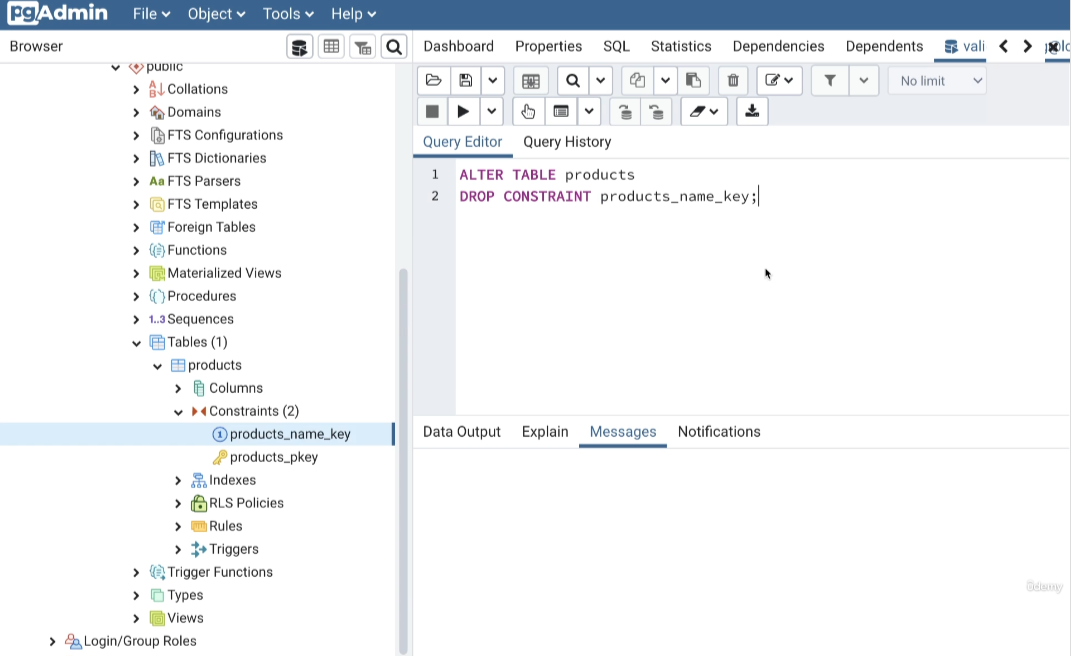 pgAdmin File Object Tools Help
Browser
Dashboard Properties SQL Statistics Dependencies Dependents vali
No limit
Query Editor Query History
1 ALTER TABLE products
2 DROP CONSTRAINT products_name_key;
public
Collations
Domains
FTS Configurations
FTS Dictionaries
Aa FTS Parsers
FTS Templates
Foreign Tables
Functions
Materialized Views
Procedures
1..3 Sequences
Tables (1)
products
Columns
Constraints (2)
products_name_key
products_pkey
Indexes
RLS Policies
Rules
Triggers
Trigger Functions
Types
Views
Login/Group Roles
Data Output Explain Messages Notifications
ûdemy